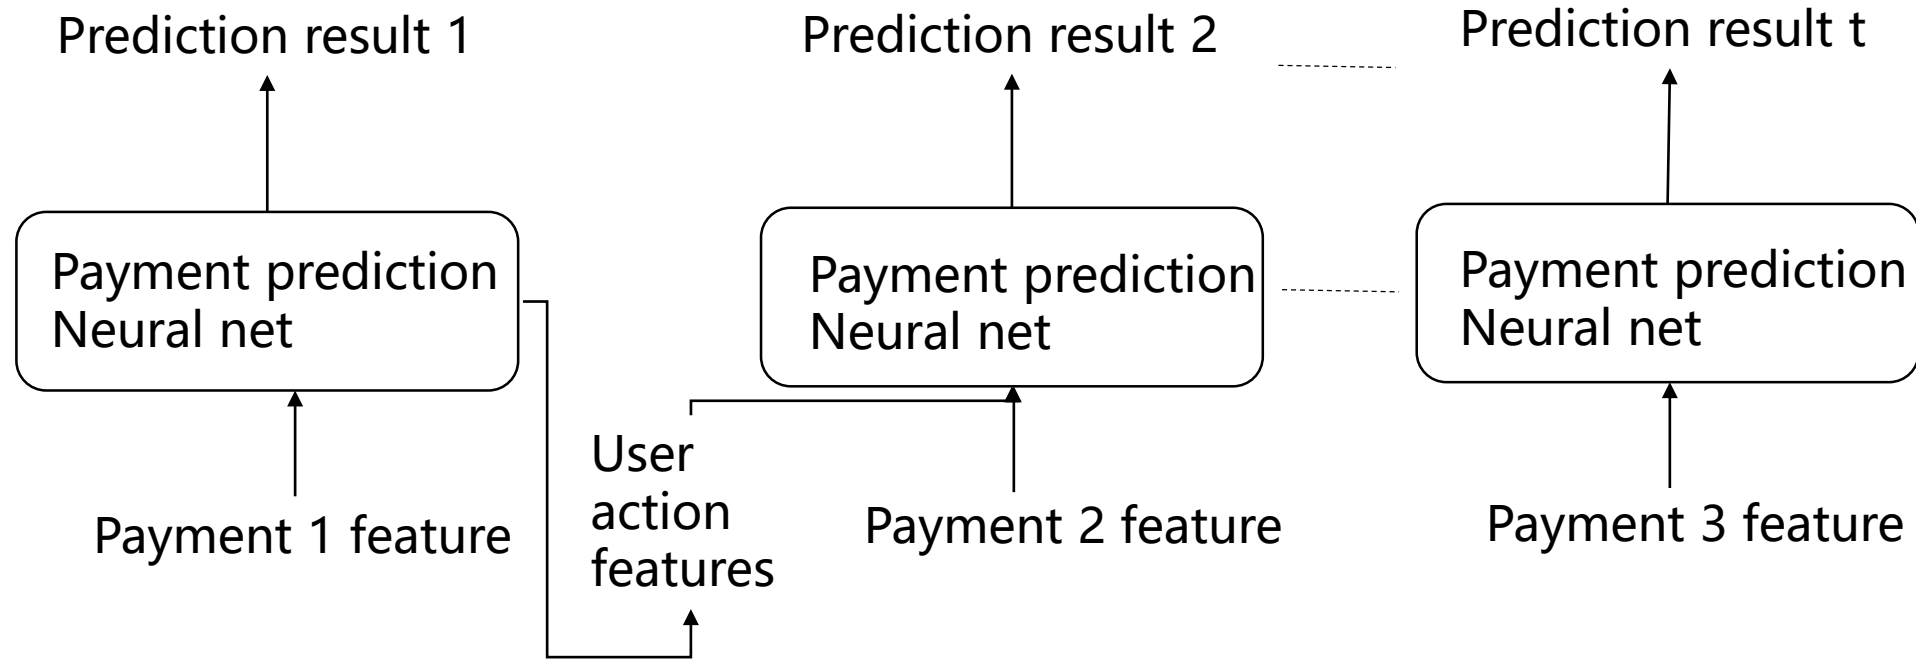 Prediction result 1
Prediction result 2
Prediction result t
Payment prediction
Neural net
Payment prediction
Neural net
Payment prediction
Neural net
User
action
features
Payment 1 feature
Payment 2 feature
Payment 3 feature